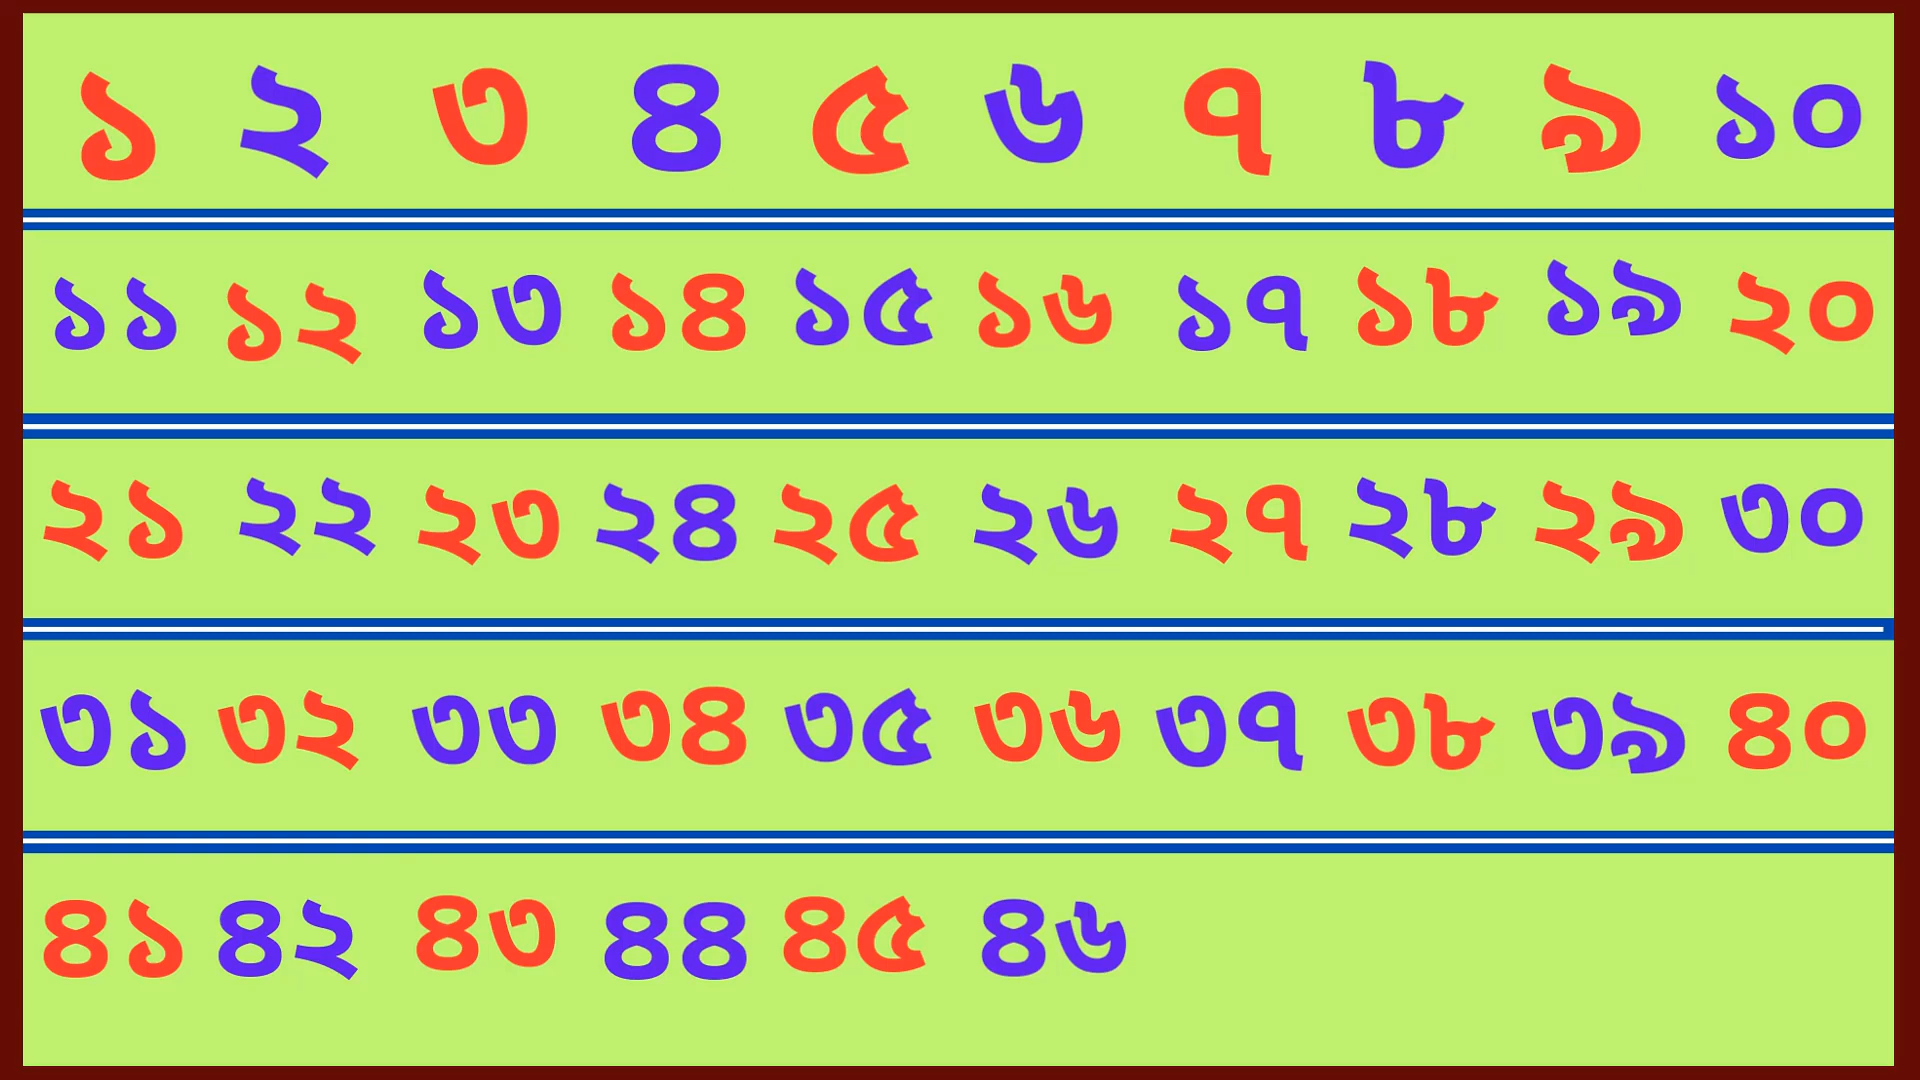 ১ ২ ৩ ৪ ৫ ৬ ৭ ৮ ৯ ১০
১১ ১২ ১৩ ১৪ ১৫ ১৬ ১৭ ১৮ ১৯ ২০
২১ ২২ ২৩ ২৪ ২৫ ২৬ ২৭ ২৮ ২৯ ৩০
৩১ ৩২ ৩৩ ৩৪ ৩৫ ৩৬ ৩৭ ৩৮ ৩৯ ৪০
৪১ ৪২ ৪৩ ৪৪ ৪৫ ৪৬